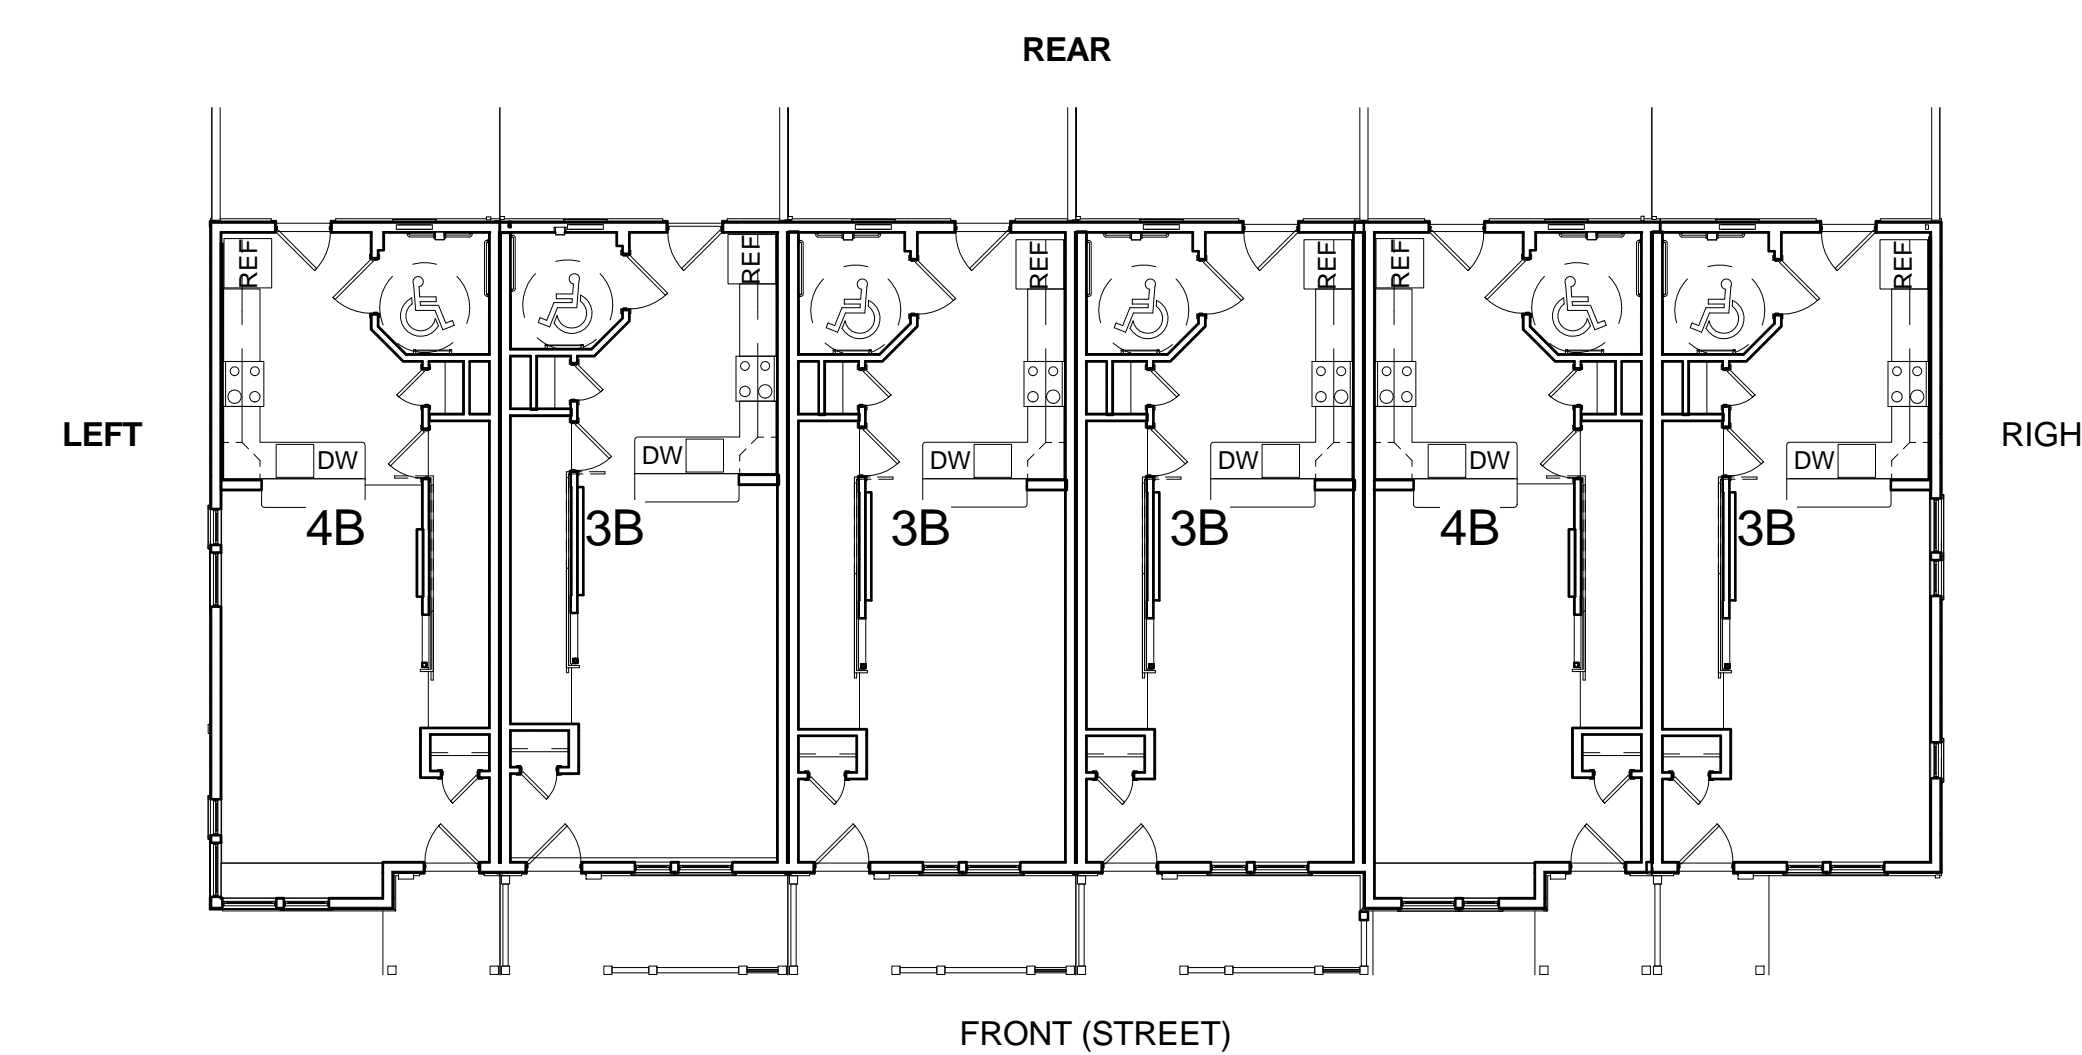 REAR
REF REF REF REF REF REF
LEFT
RIGH
DW DW DW DW DW DW
4B 3B 3B 3B 4B 3B
FRONT (STREET)